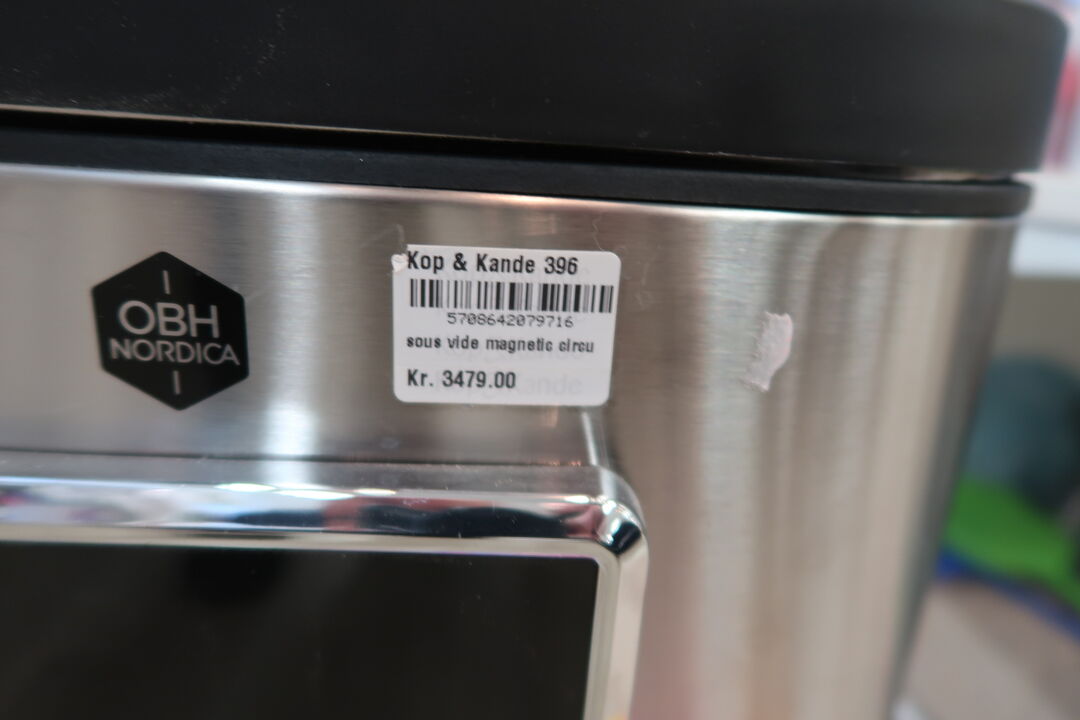 OBH
NORDICA
Kop & Kande 396
5708642079716
sous vide magnetic circu
Kr. 3479.00